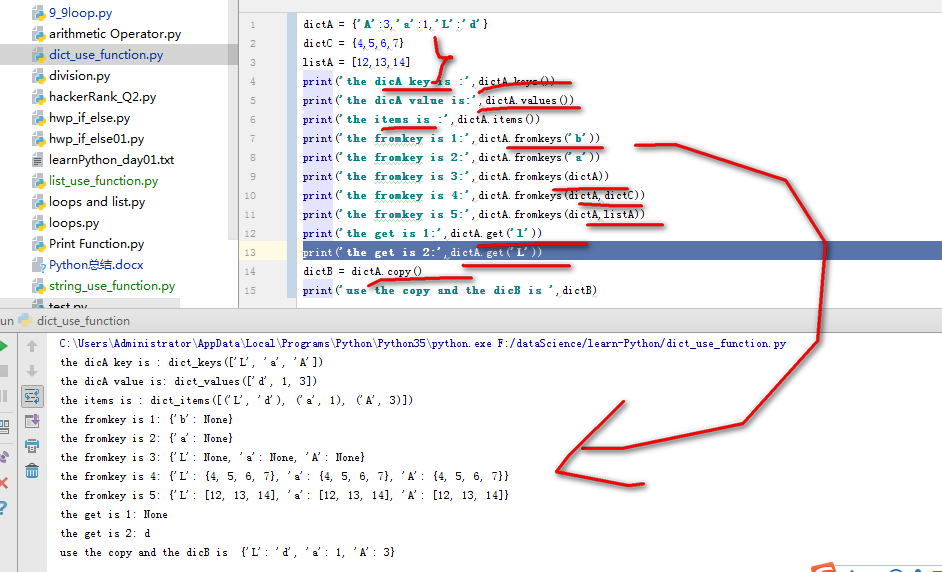 9_9loop.py
arithmetic Operator.py
dict_use_function.py
division.py
hackerRank_Q2.py
hwp_if_else.py
hwp_if_else01.py
learnPython_day01.txt
list_use_function.py
loops and list.py
loops.py
Print Function.py
Python总结.docx
string_use_function.py
test.py
1 dictA = {'A':3,'a':1,'L':'d'}
2 dictC = {4,5,6,7}
3 listA = [12,13,14]
4 print('the dicA key is :',dictA.keys())
5 print('the dicA value is:',dictA.values())
6 print('the items is :',dictA.items())
7 print('the fromkey is 1:',dictA.fromkeys('b'))
8 print('the fromkey is 2:',dictA.fromkeys('a'))
9 print('the fromkey is 3:',dictA.fromkeys(dictA))
10 print('the fromkey is 4:',dictA.fromkeys(dictA,dictC))
11 print('the fromkey is 5:',dictA.fromkeys(dictA,listA))
12 print('the get is 1:',dictA.get('l'))
13 print('the get is 2:',dictA.get('L'))
14 dictB = dictA.copy()
15 print('use the copy and the dicB is ',dictB)
un dict_use_function
C:\Users\Administrator\AppData\Local\Programs\Python\Python35\python.exe F:/dataScience/learn-Python/dict_use_function.py
the dicA key is : dict_keys(['L', 'a', 'A'])
the dicA value is: dict_values(['d', 1, 3])
the items is : dict_items([('L', 'd'), ('a', 1), ('A', 3)])
the fromkey is 1: {'b': None}
the fromkey is 2: {'a': None}
the fromkey is 3: {'L': None, 'a': None, 'A': None}
the fromkey is 4: {'L': {4, 5, 6, 7}, 'a': {4, 5, 6, 7}, 'A': {4, 5, 6, 7}}
the fromkey is 5: {'L': [12, 13, 14], 'a': [12, 13, 14], 'A': [12, 13, 14]}
the get is 1: None
the get is 2: d
use the copy and the dicB is  {'L': 'd', 'a': 1, 'A': 3}